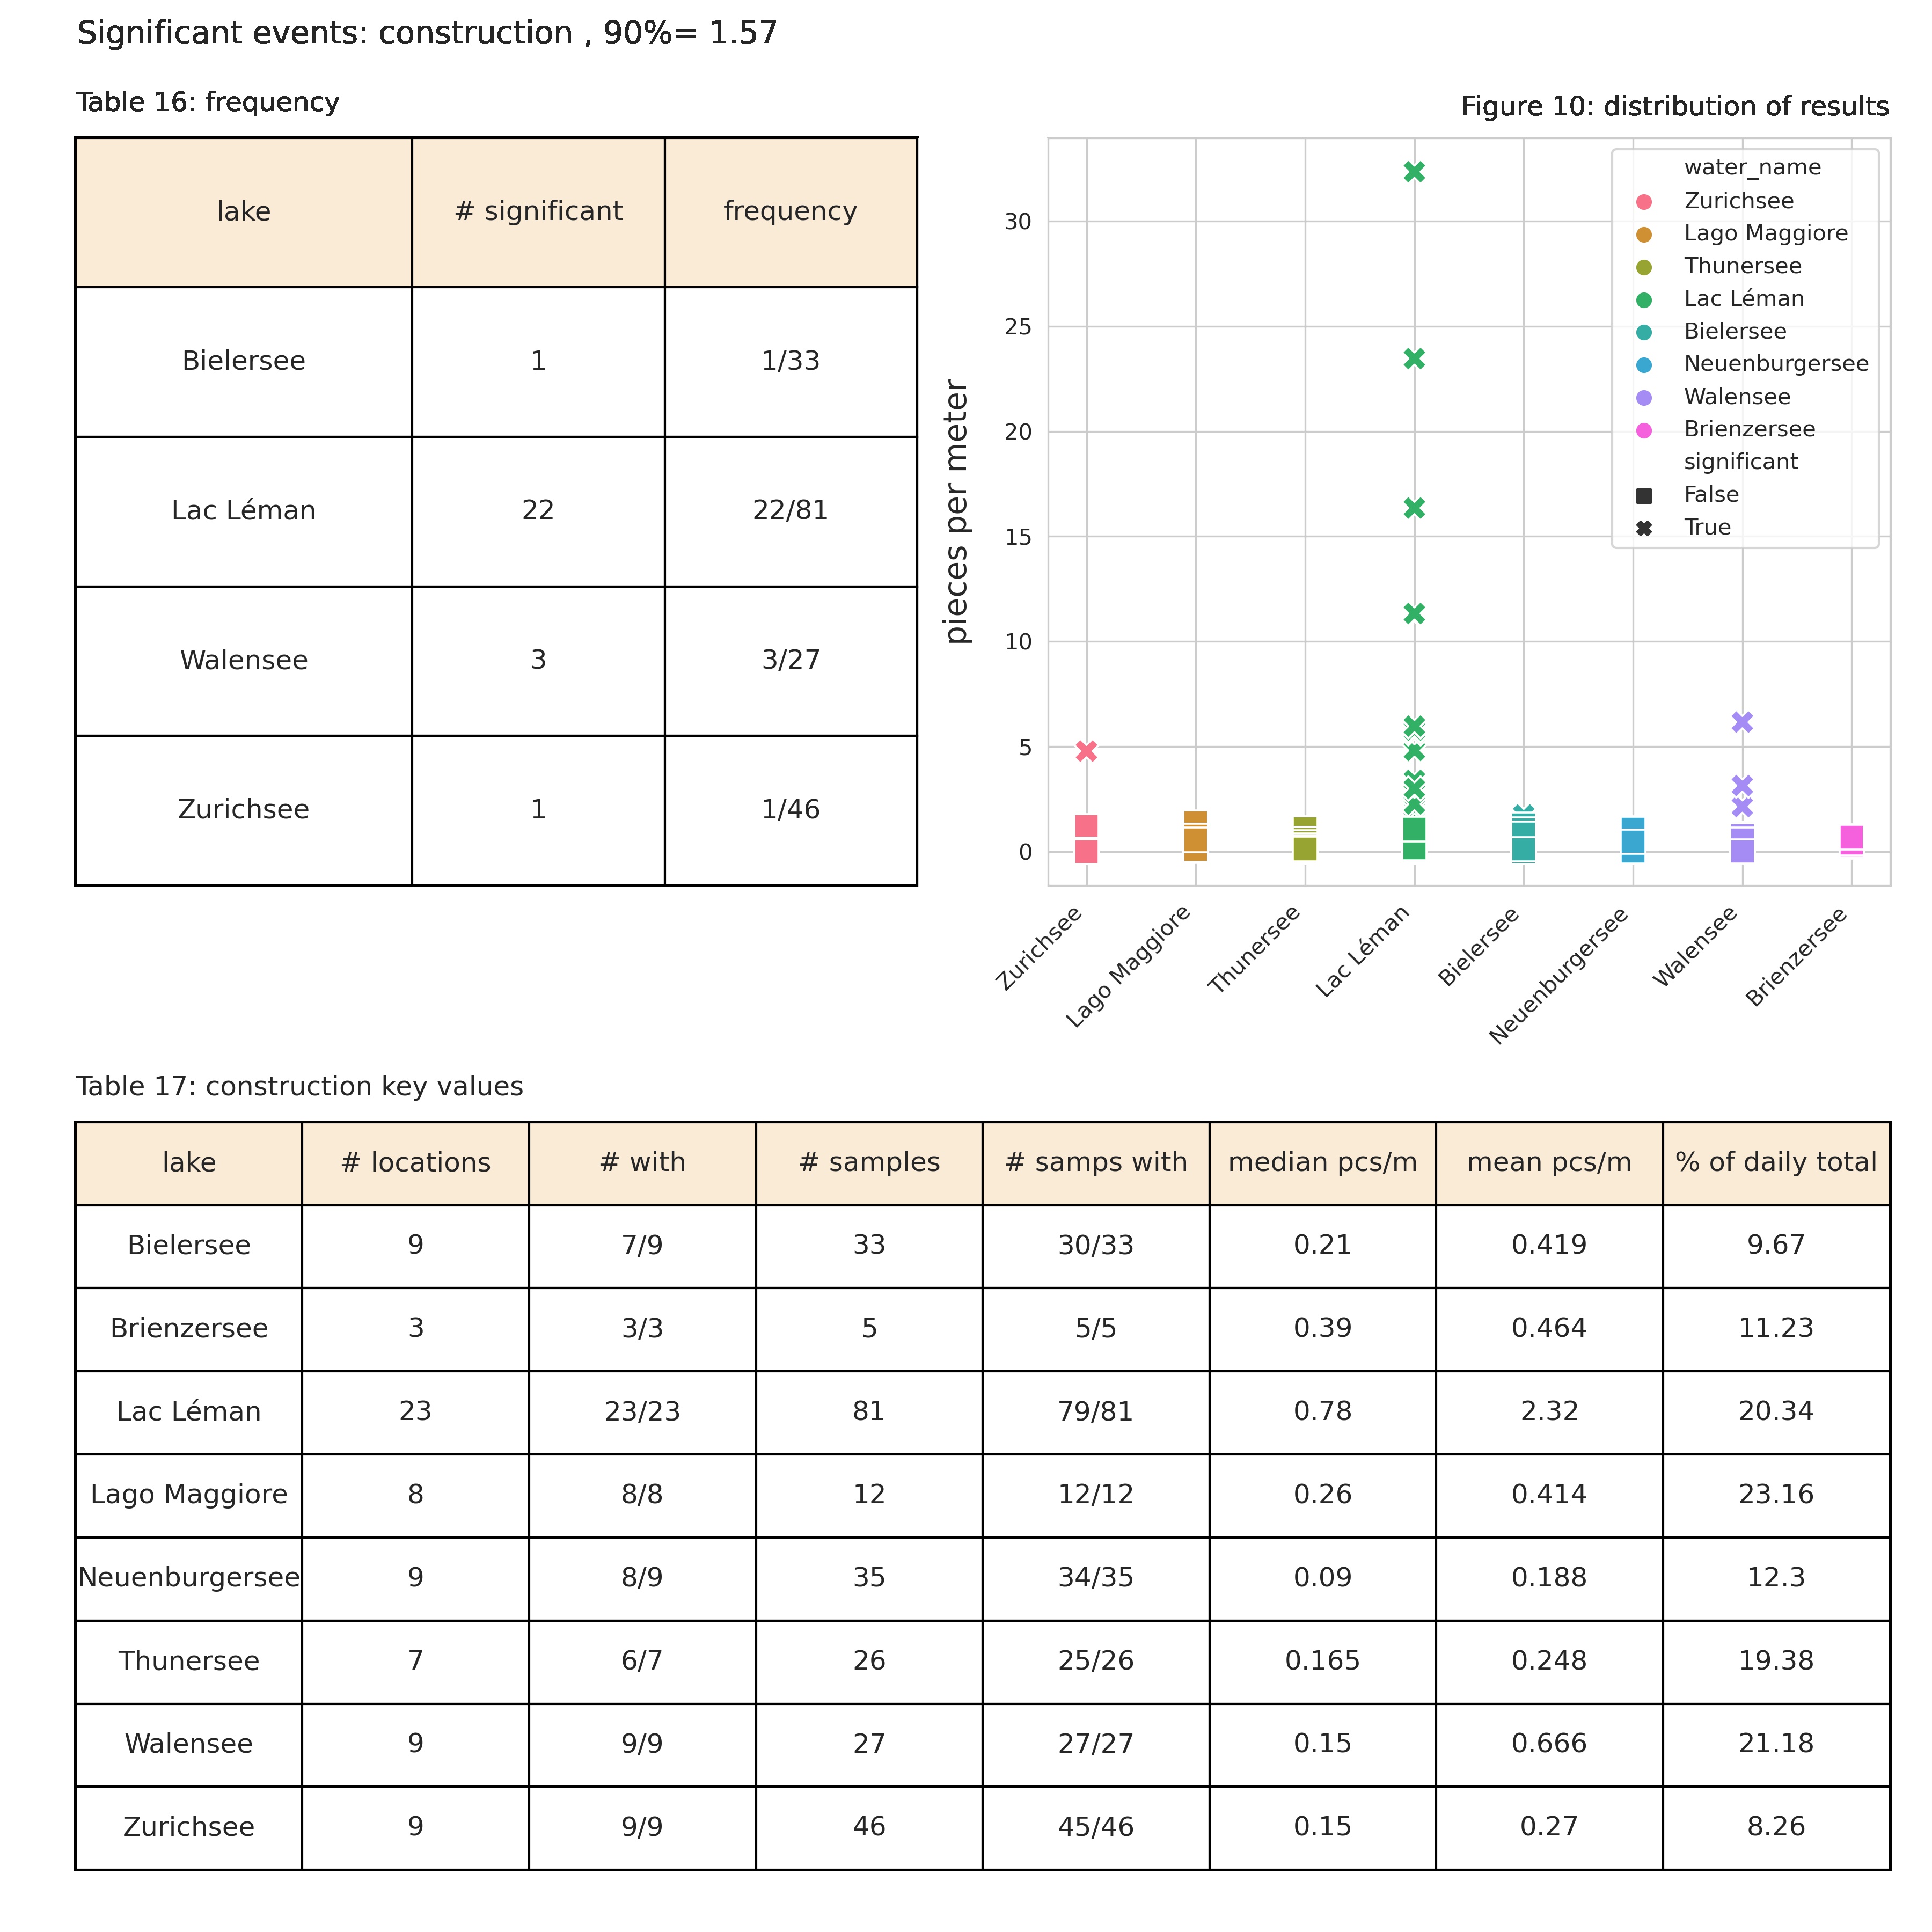 Significant events: construction , 90%= 1.57
Table 16: frequency
lake # significant frequency
Bielersee 1 1/33
Lac Léman 22 22/81
Walensee 3 3/27
Zurichsee 1 1/46
Figure 10: distribution of results
pieces per meter
30
25
20
15
10
5
0
water_name
Zurichsee
Lago Maggiore
Thunersee
Lac Léman
Bielersee
Neuenburgersee
Walensee
Brienzersee
significant
False
True
Zurichsee
Lago Maggiore
Thunersee
Lac Léman
Bielersee
Neuenburgersee
Walensee
Brienzersee
Table 17: construction key values
lake # locations # with # samples # samps with median pcs/m mean pcs/m % of daily total
Bielersee 9 7/9 33 30/33 0.21 0.419 9.67
Brienzersee 3 3/3 5 5/5 0.39 0.464 11.23
Lac Léman 23 23/23 81 79/81 0.78 2.32 20.34
Lago Maggiore 8 8/8 12 12/12 0.26 0.414 23.16
Neuenburgersee 9 8/9 35 34/35 0.09 0.188 12.3
Thunersee 7 6/7 26 25/26 0.165 0.248 19.38
Walensee 9 9/9 27 27/27 0.15 0.666 21.18
Zurichsee 9 9/9 46 45/46 0.15 0.27 8.26